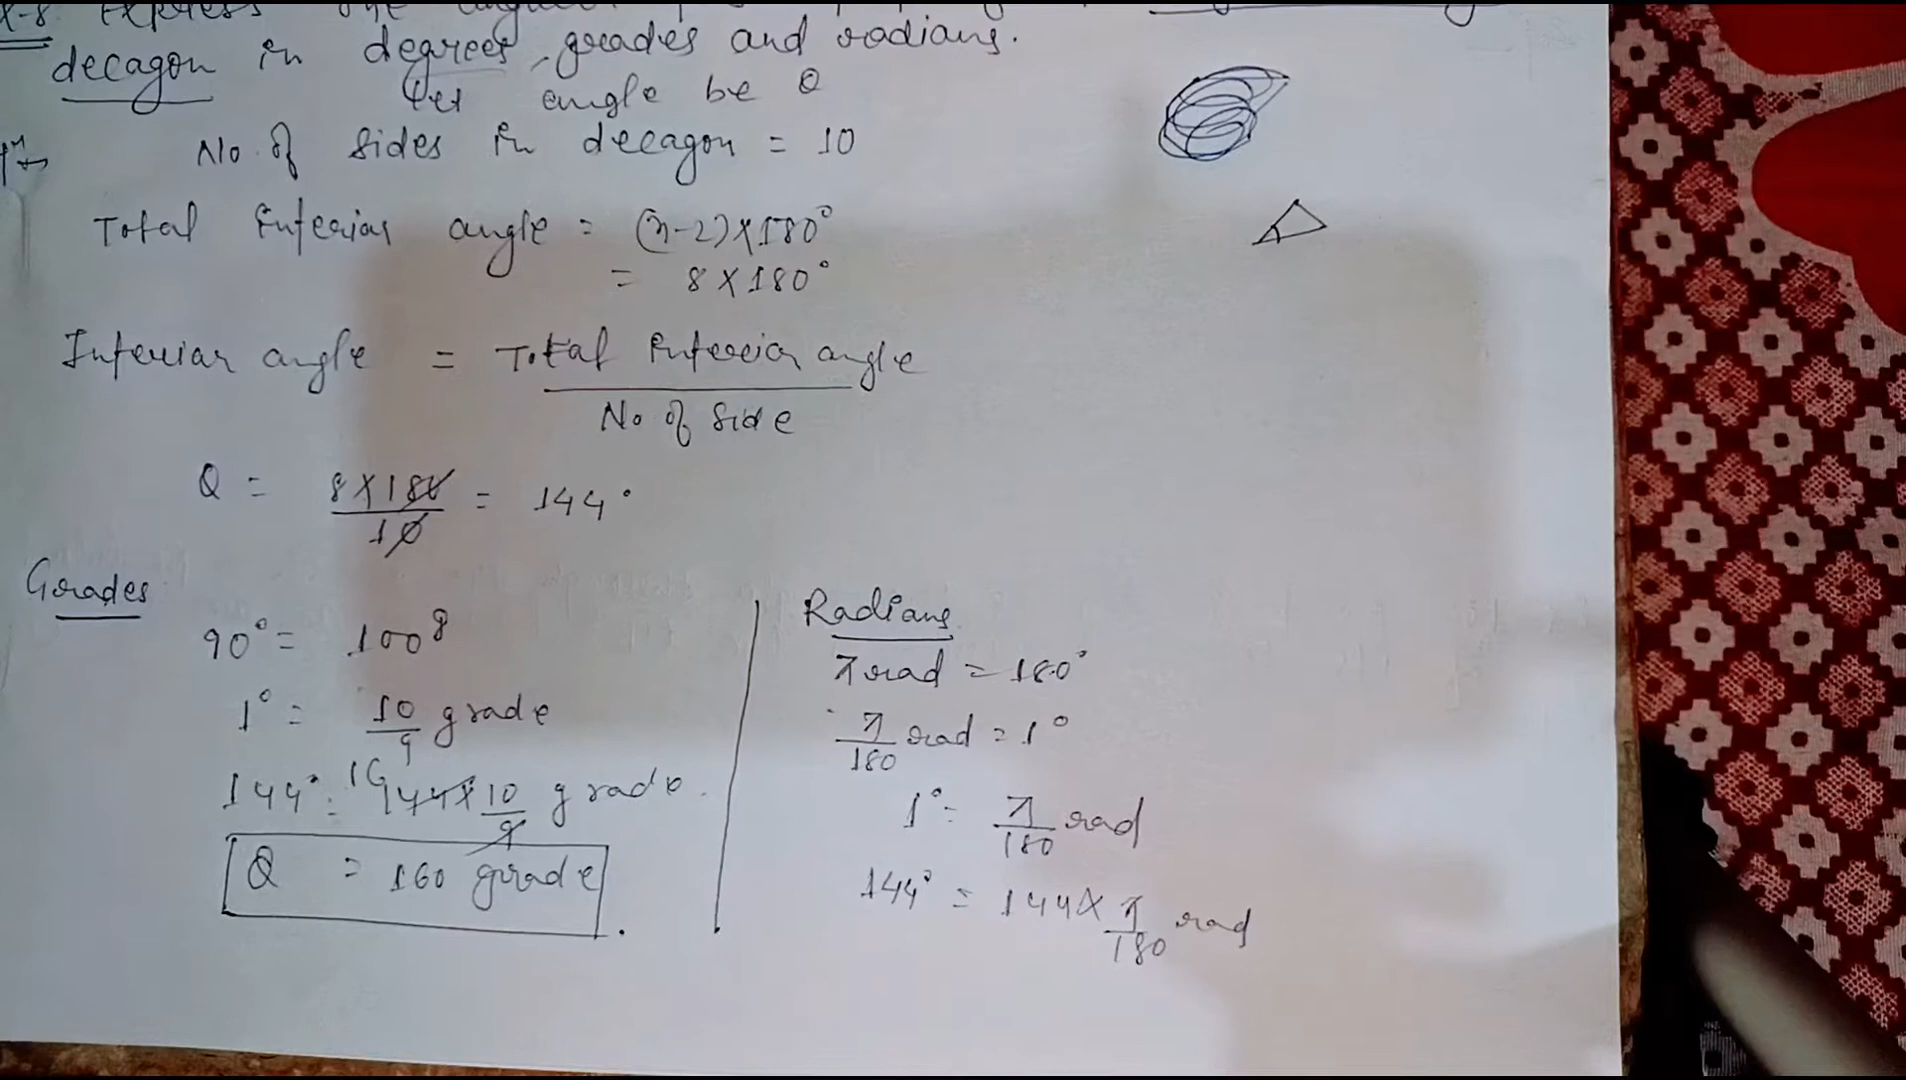 decagon in degrees, grades and radians.
Let angle be θ
No. of sides in decagon = 10
Total interior angle = (n-2)×180°
= 8×180°
Interior angle = Total interior angle
No of side
θ = 8×180 = 144°
10
Grades
90° = 100g
1° = 10 grade
9
144° = 144×10 grade.
16
9
θ = 160 grade.
Radians
π rad = 180°
π rad = 1°
180
1° = π rad
180
144° = 144×π rad
180